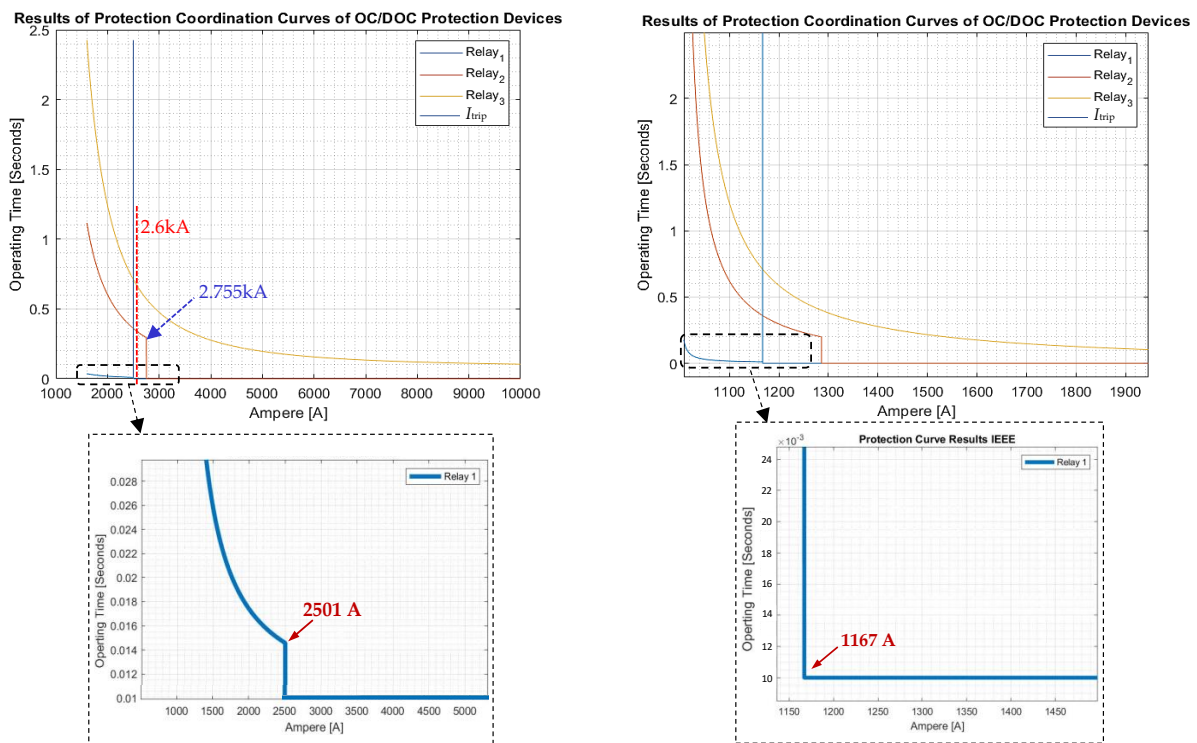 Results of Protection Coordination Curves of OC/DOC Protection Devices
2.5
2
1.5
1
0.5
0
Operating Time [Seconds]
1000 2000 3000 4000 5000 6000 7000 8000 9000 10000
Ampere [A]
Relay1
Relay2
Relay3
Itrip
2.6kA
2.755kA
Results of Protection Coordination Curves of OC/DOC Protection Devices
2
1.5
1
0.5
0
Operating Time [Seconds]
1100 1200 1300 1400 1500 1600 1700 1800 1900
Ampere [A]
Relay1
Relay2
Relay3
Itrip
0.028
0.026
0.024
0.022
0.02
0.018
0.016
0.014
0.012
0.01
Operting Time [Seconds]
1000 1500 2000 2500 3000 3500 4000 4500 5000
Ampere [A]
Relay 1
2501 A
Protection Curve Results IEEE
×10-3
24
22
20
18
16
14
12
10
Operting Time [Seconds]
1150 1200 1250 1300 1350 1400 1450
Ampere [A]
Relay 1
1167 A